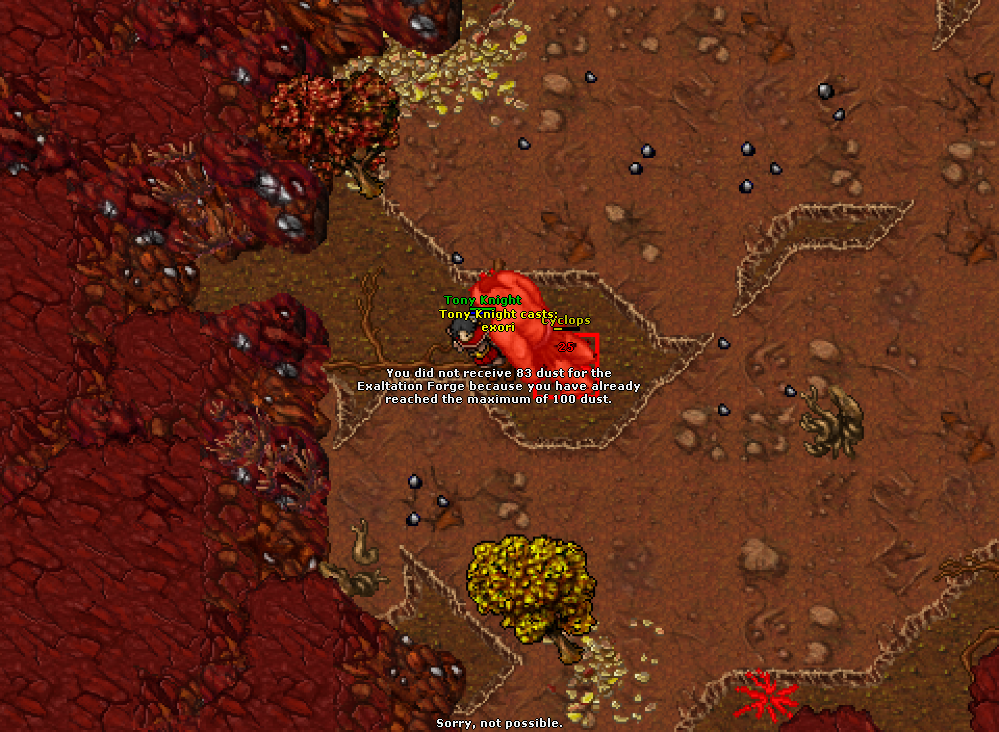 Tony Knight
Tony Knight casts:
exori
Cyclops
-25
You did not receive 83 dust for the
Exaltation Forge because you have already
reached the maximum of 100 dust.
Sorry, not possible.